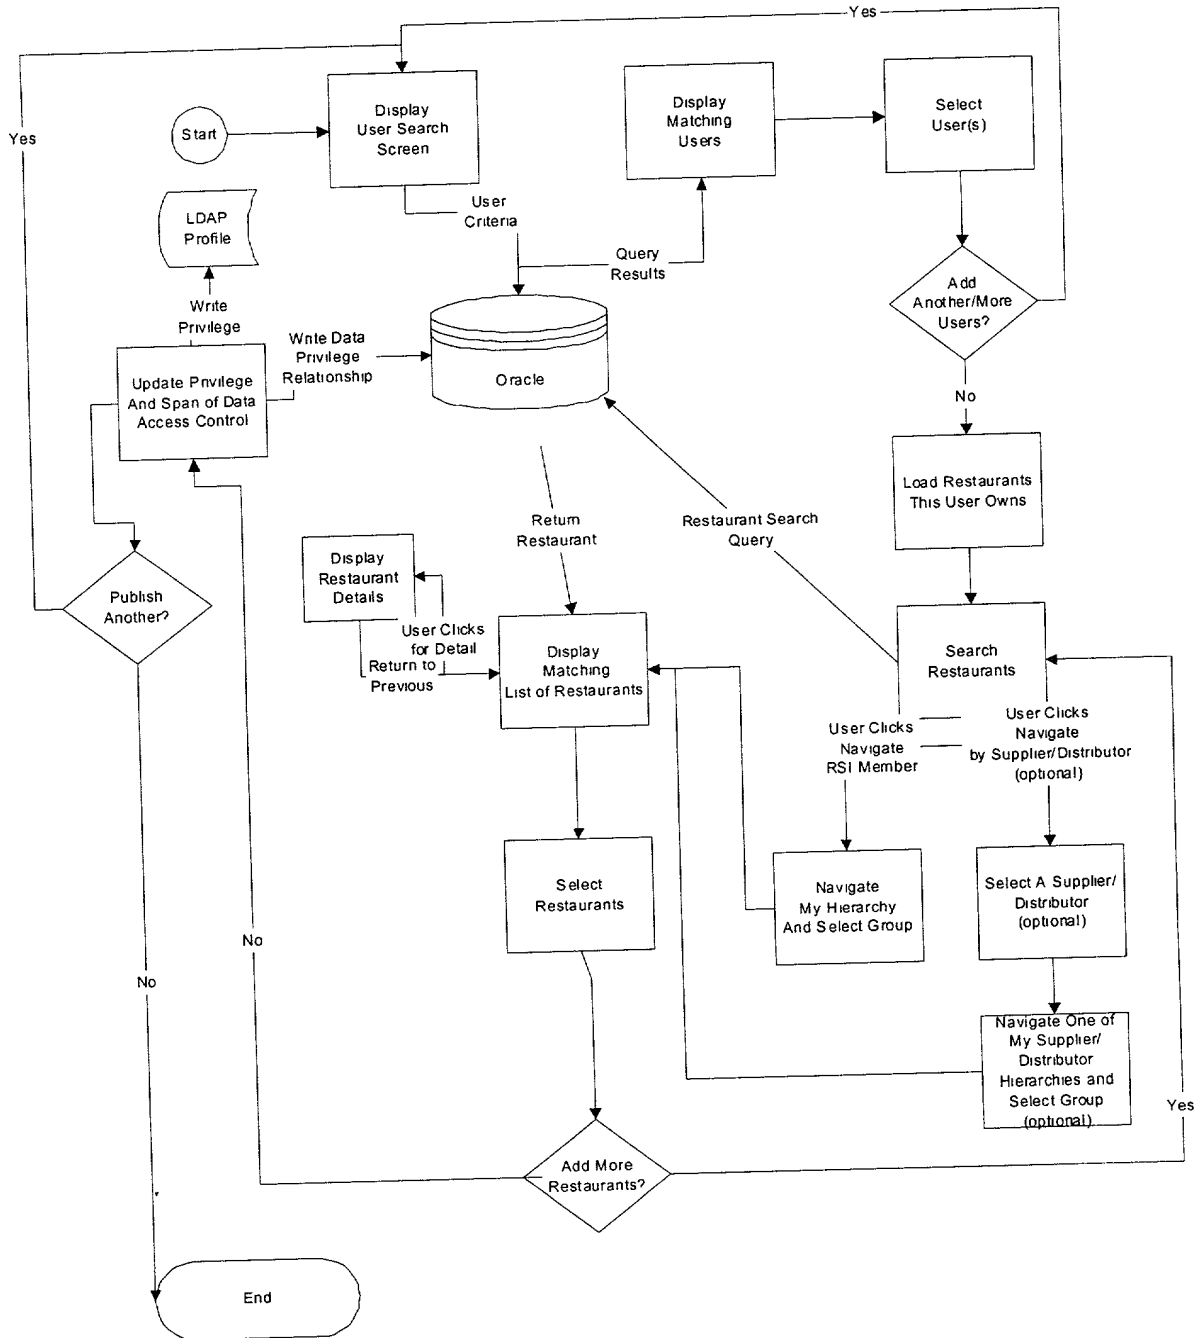 Yes
Yes
Start
Display
User Search
Screen
Display
Matching
Users
Select
User(s)
LDAP
Profile
User
Criteria
Query
Results
Write
Privilege
Write Data
Privilege
Relationship
Add
Another/More
Users?
Update Privilege
And Span of Data
Access Control
Oracle
No
Load Restaurants
This User Owns
Return
Restaurant
Restaurant Search
Query
Display
Restaurant
Details
Publish
Another?
User Clicks
for Detail
Return to
Previous
Display
Matching
List of Restaurants
Search
Restaurants
User Clicks
Navigate
RSI Member
User Clicks
Navigate
by Supplier/Distributor
(optional)
Select
Restaurants
Navigate
My Hierarchy
And Select Group
Select A Supplier/
Distributor
(optional)
No
No
Navigate One of
My Supplier/
Distributor
Hierarchies and
Select Group
(optional)
Yes
Add More
Restaurants?
End